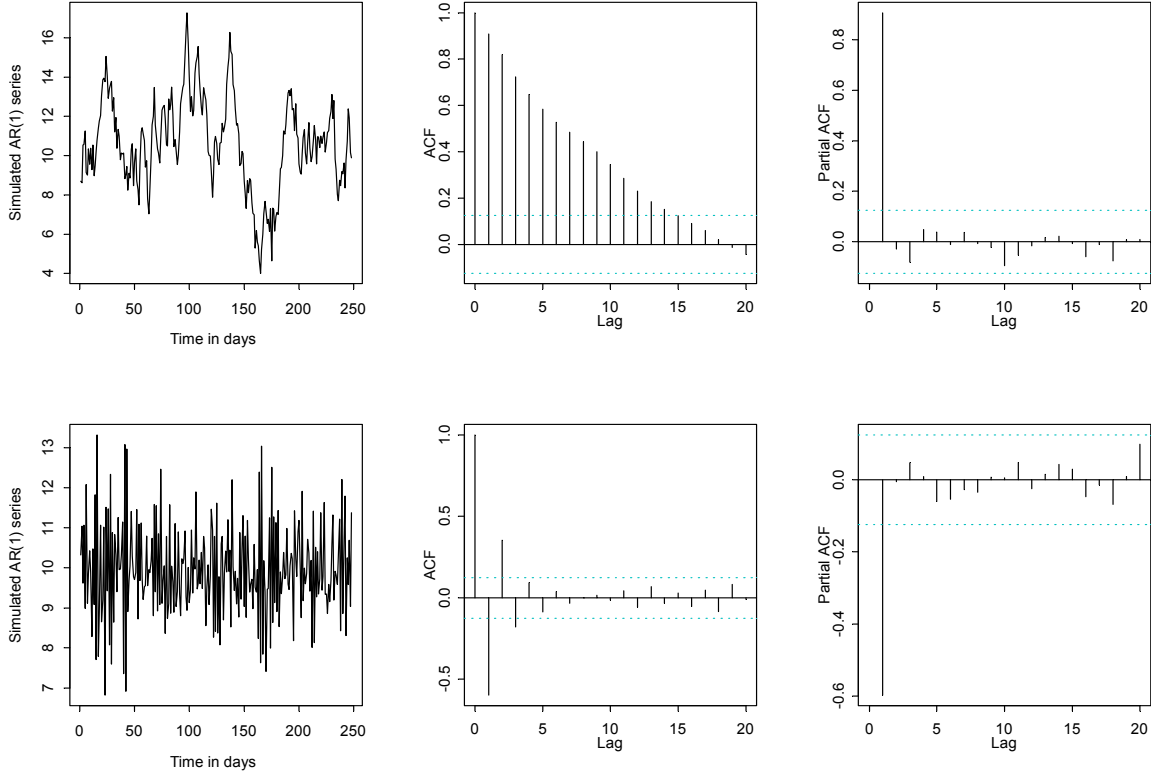 Simulated AR(1) series
4 6 8 10 12 14 16
0 50 100 150 200 250
Time in days
ACF
0.0 0.2 0.4 0.6 0.8 1.0
0 5 10 15 20
Lag
Partial ACF
0.0 0.2 0.4 0.6 0.8
0 5 10 15 20
Lag
Simulated AR(1) series
7 8 9 10 11 12 13
0 50 100 150 200 250
Time in days
ACF
-0.5 0.0 0.5 1.0
0 5 10 15 20
Lag
Partial ACF
-0.6 -0.4 -0.2 0.0
0 5 10 15 20
Lag